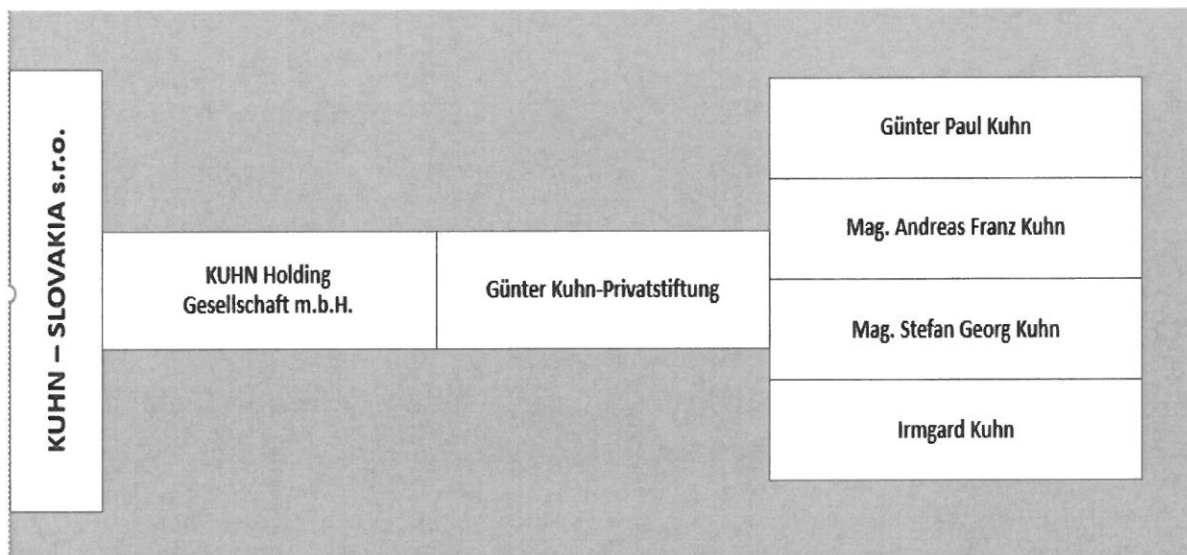 KUHN – SLOVAKIA s.r.o.
KUHN Holding
Gesellschaft m.b.H.
Günter Kuhn-Privatstiftung
Günter Paul Kuhn
Mag. Andreas Franz Kuhn
Mag. Stefan Georg Kuhn
Irmgard Kuhn